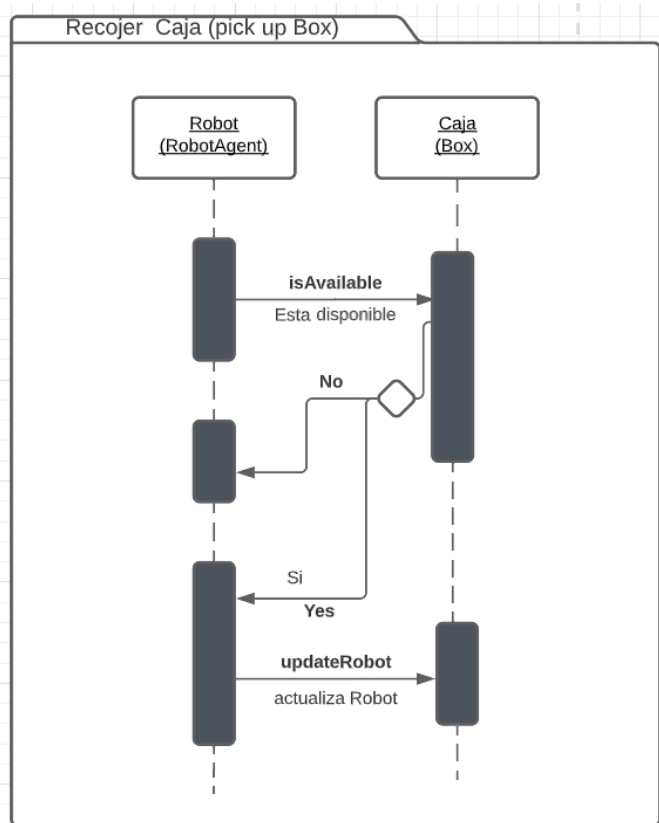 Recojer Caja (pick up Box)
Robot
(RobotAgent)
Caja
(Box)
isAvailable
Esta disponible
No
Si
Yes
updateRobot
actualiza Robot